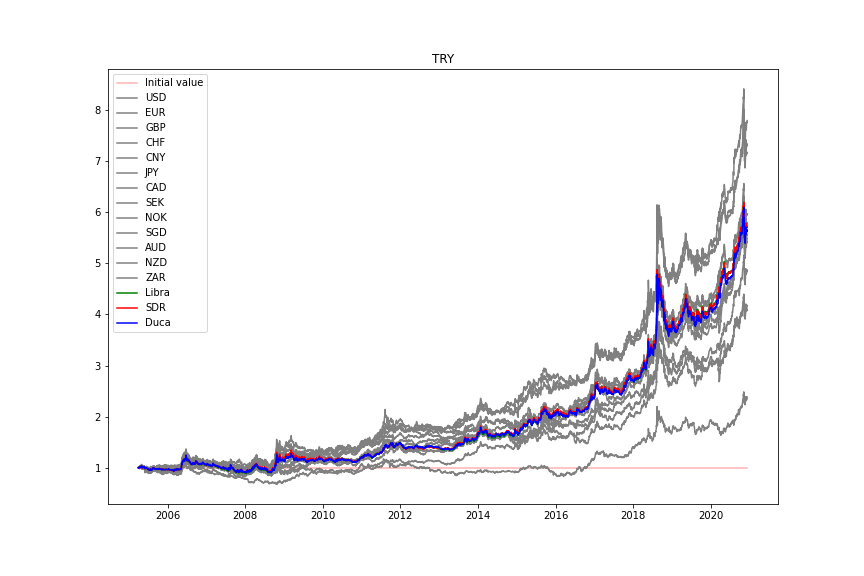 TRY
Initial value
USD
EUR
GBP
CHF
CNY
JPY
CAD
SEK
NOK
SGD
AUD
NZD
ZAR
Libra
SDR
Duca
8
7
6
5
4
3
2
1
2006 2008 2010 2012 2014 2016 2018 2020